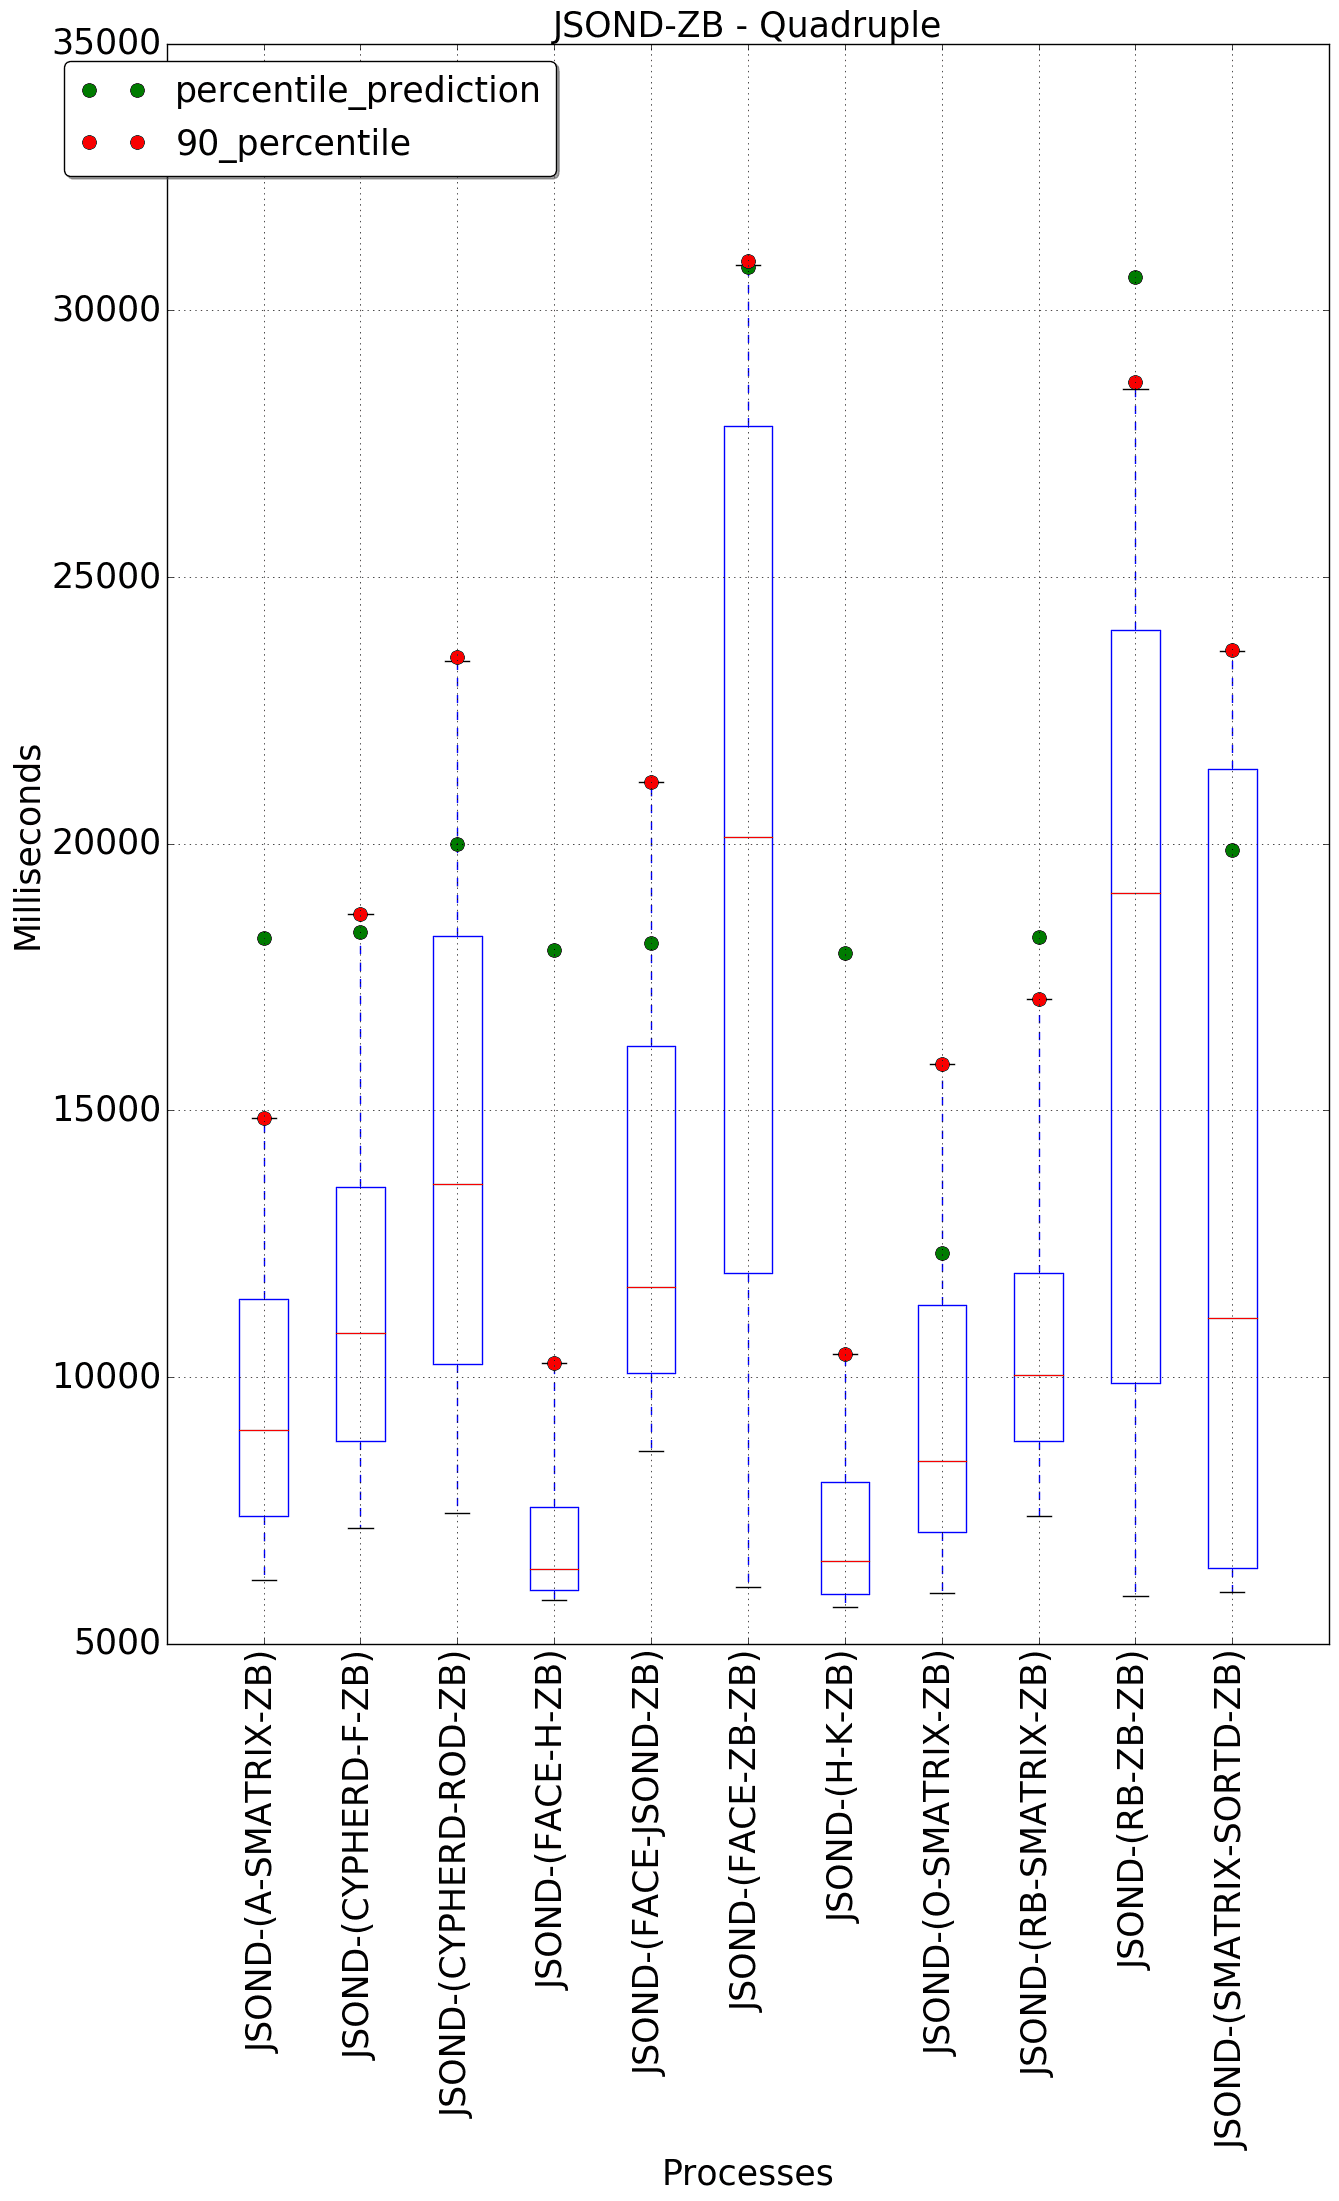 JSOND-ZB - Quadruple
percentile_prediction
90_percentile
35000
30000
25000
20000
15000
10000
5000
Milliseconds
JSOND-(A-SMATRIX-ZB)
JSOND-(CYPHERD-F-ZB)
JSOND-(CYPHERD-ROD-ZB)
JSOND-(FACE-H-ZB)
JSOND-(FACE-JSOND-ZB)
JSOND-(FACE-ZB-ZB)
JSOND-(H-K-ZB)
JSOND-(O-SMATRIX-ZB)
JSOND-(RB-SMATRIX-ZB)
JSOND-(RB-ZB-ZB)
JSOND-(SMATRIX-SORTD-ZB)
Processes